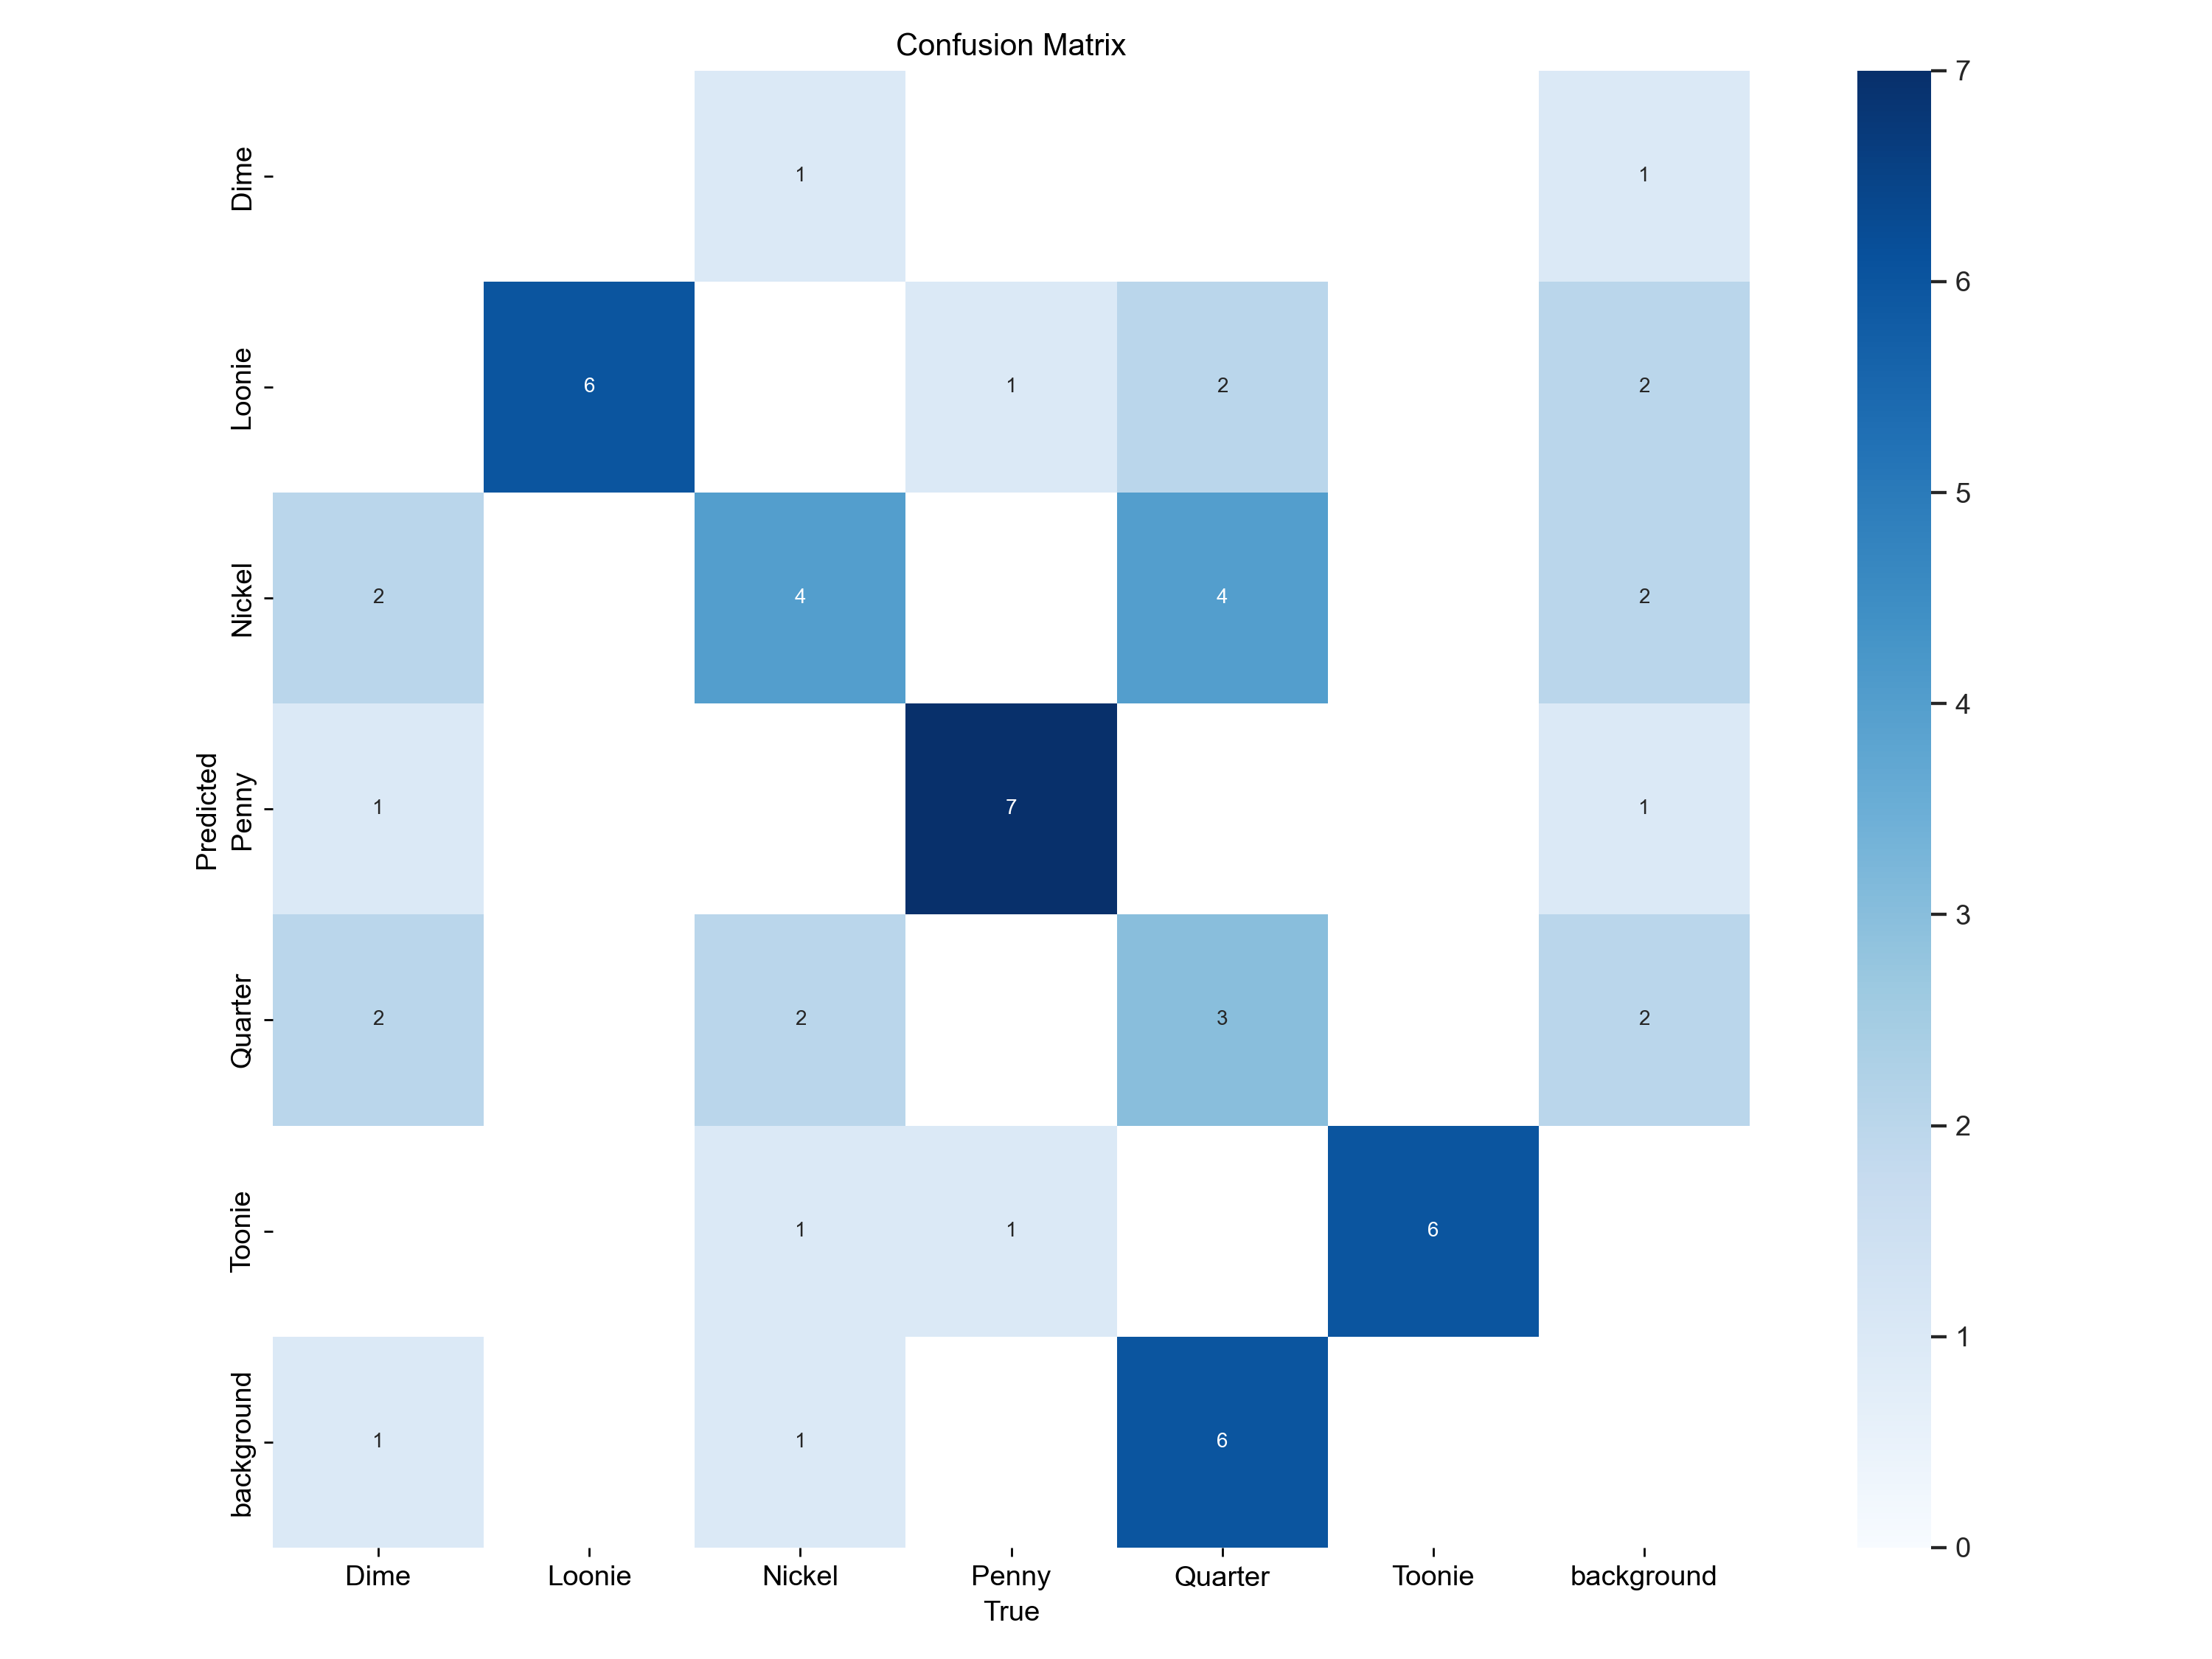 Confusion Matrix
Dime
1
1
Loonie
6
1
2
2
Nickel
2
4
4
2
Predicted
Penny
1
7
1
Quarter
2
2
3
2
Toonie
1
1
6
background
1
1
6
Dime
Loonie
Nickel
Penny
Quarter
Toonie
background
True
7
6
5
4
3
2
1
0